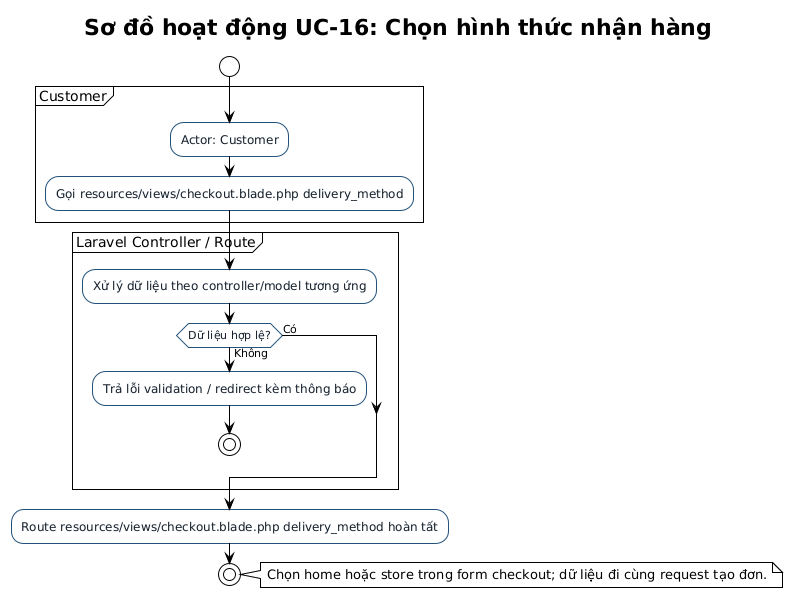 Sơ đồ hoạt động UC-16: Chọn hình thức nhận hàng
Customer
Actor: Customer
Gọi resources/views/checkout.blade.php delivery_method
Laravel Controller / Route
Xử lý dữ liệu theo controller/model tương ứng
Dữ liệu hợp lệ?
Có
Không
Trả lỗi validation / redirect kèm thông báo
Route resources/views/checkout.blade.php delivery_method hoàn tất
Chọn home hoặc store trong form checkout; dữ liệu đi cùng request tạo đơn.